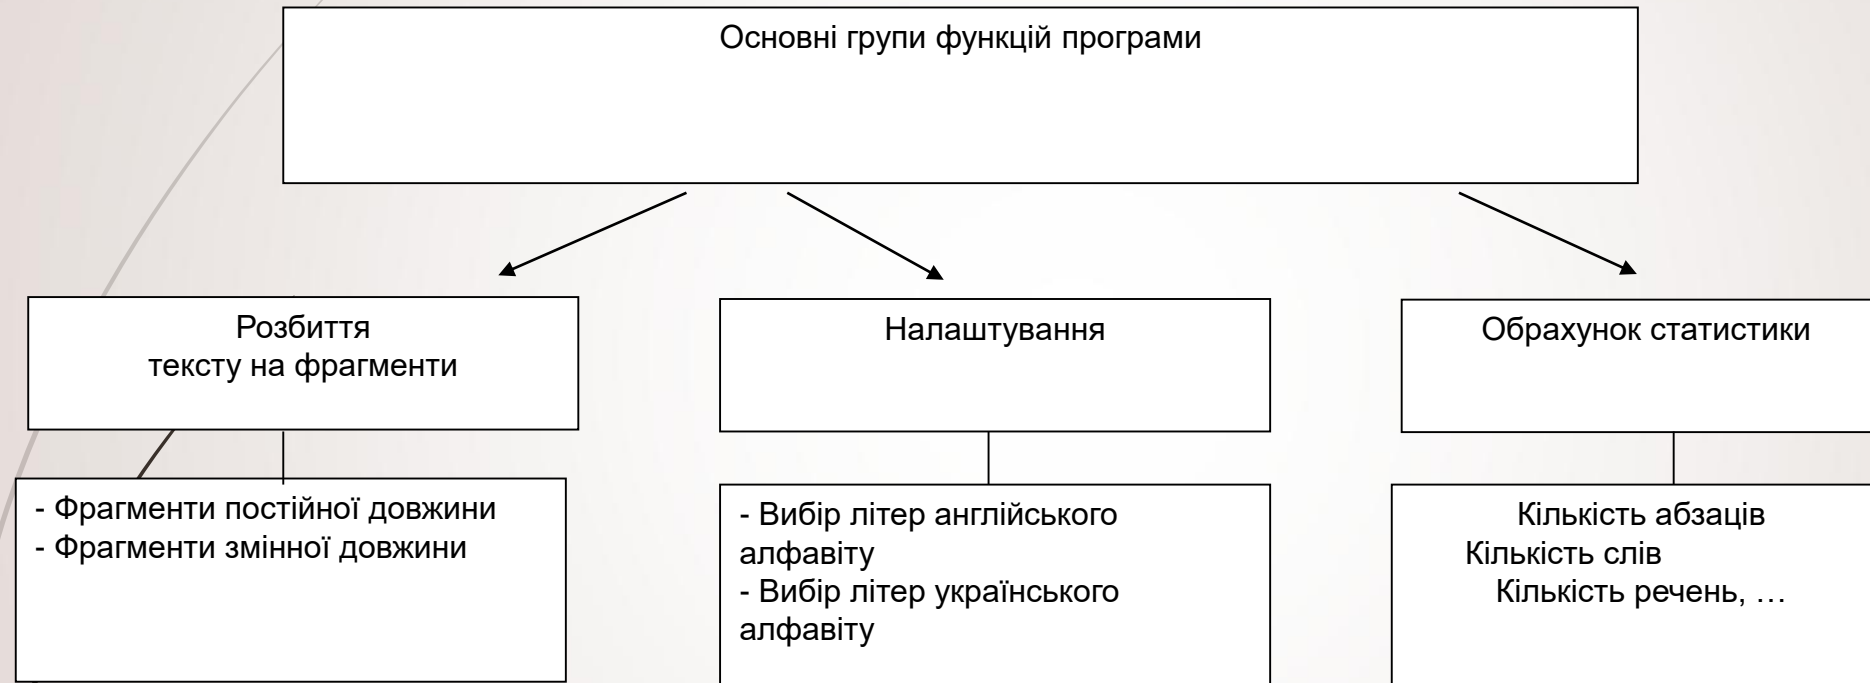 Основні групи функцій програми
Розбиття
тексту на фрагменти
Налаштування
Обрахунок статистики
- Фрагменти постійної довжини
- Фрагменти змінної довжини
- Вибір літер англійського
алфавіту
- Вибір літер українського
алфавіту
Кількість абзаців
Кількість слів
Кількість речень, …